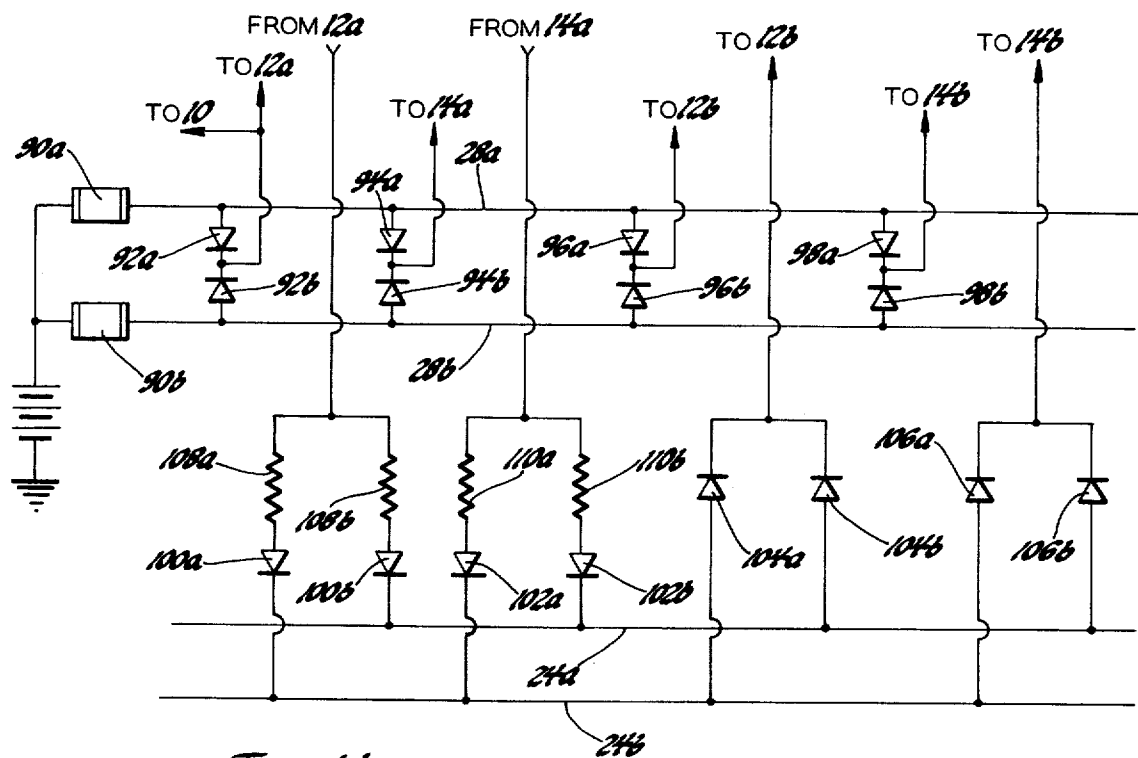 FROM 12a
FROM 14a
TO 12b
TO 14b
TO 12a
TO 10
TO 14a
TO 12b
TO 14b
90a
28a
94a
92a
92b
94b
96a
96b
98a
98b
90b
28b
108a
108b
110a
110b
106a
100a
100b
102a
102b
104a
104b
106b
24a
24b